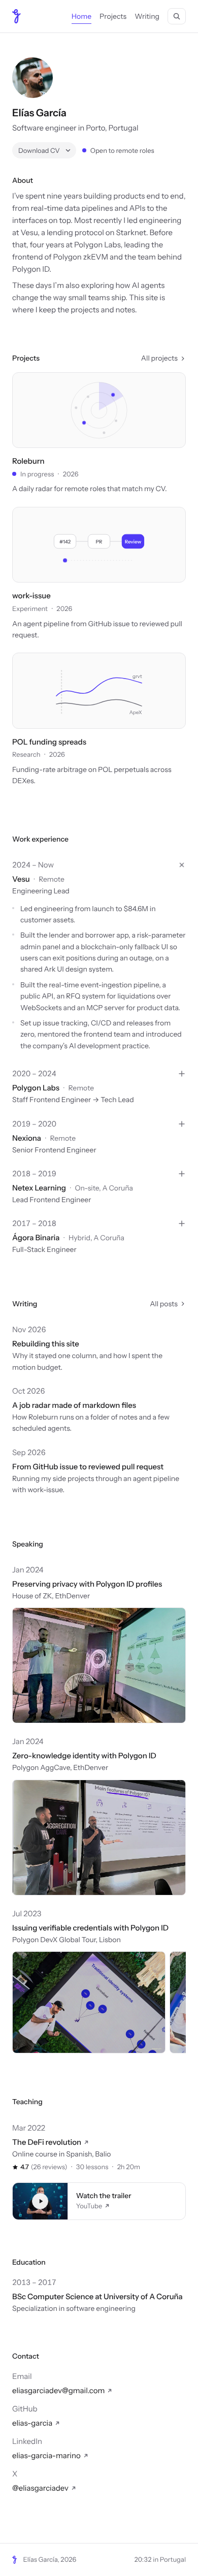 Home Projects Writing
Elías García
Software engineer in Porto, Portugal
Download CV
Open to remote roles
About
I've spent nine years building products end to end,
from real-time data pipelines and APIs to the
interfaces on top. Most recently I led engineering
at Vesu, a lending protocol on Starknet. Before
that, four years at Polygon Labs, leading the
frontend of Polygon zkEVM and the team behind
Polygon ID.
These days I'm also exploring how AI agents
change the way small teams ship. This site is
where I keep the projects and notes.
Projects
All projects
Roleburn
In progress · 2026
A daily radar for remote roles that match my CV.
#142
PR
Review
work-issue
Experiment · 2026
An agent pipeline from GitHub issue to reviewed pull
request.
grvt
ApeX
POL funding spreads
Research · 2026
Funding-rate arbitrage on POL perpetuals across
DEXes.
Work experience
2024 – Now
Vesu · Remote
Engineering Lead
Led engineering from launch to $84.6M in
customer assets.
Built the lender and borrower app, a risk-parameter
admin panel and a blockchain-only fallback UI so
users can exit positions during an outage, on a
shared Ark UI design system.
Built the real-time event-ingestion pipeline, a
public API, an RFQ system for liquidations over
WebSockets and an MCP server for product data.
Set up issue tracking, CI/CD and releases from
zero, mentored the frontend team and introduced
the company's AI development practice.
2020 – 2024
Polygon Labs · Remote
Staff Frontend Engineer → Tech Lead
2019 – 2020
Nexiona · Remote
Senior Frontend Engineer
2018 – 2019
Netex Learning · On-site, A Coruña
Lead Frontend Engineer
2017 – 2018
Ágora Binaria · Hybrid, A Coruña
Full-Stack Engineer
Writing
All posts
Nov 2026
Rebuilding this site
Why it stayed one column, and how I spent the
motion budget.
Oct 2026
A job radar made of markdown files
How Roleburn runs on a folder of notes and a few
scheduled agents.
Sep 2026
From GitHub issue to reviewed pull request
Running my side projects through an agent pipeline
with work-issue.
Speaking
Jan 2024
Preserving privacy with Polygon ID profiles
House of ZK, EthDenver
Jan 2024
Zero-knowledge identity with Polygon ID
Polygon AggCave, EthDenver
AGGREGATION
Main features
Jul 2023
Issuing verifiable credentials with Polygon ID
Polygon DevX Global Tour, Lisbon
Traditional identity systems
Teaching
Mar 2022
The DeFi revolution ↗
Online course in Spanish, Balio
★ 4.7 (26 reviews) · 30 lessons · 2h 20m
Watch the trailer
YouTube ↗
Education
2013 – 2017
BSc Computer Science at University of A Coruña
Specialization in software engineering
Contact
Email
eliasgarciadev@gmail.com ↗
GitHub
elias-garcia ↗
LinkedIn
elias-garcia-marino ↗
X
@eliasgarciadev ↗
Elías García, 2026
20:32 in Portugal